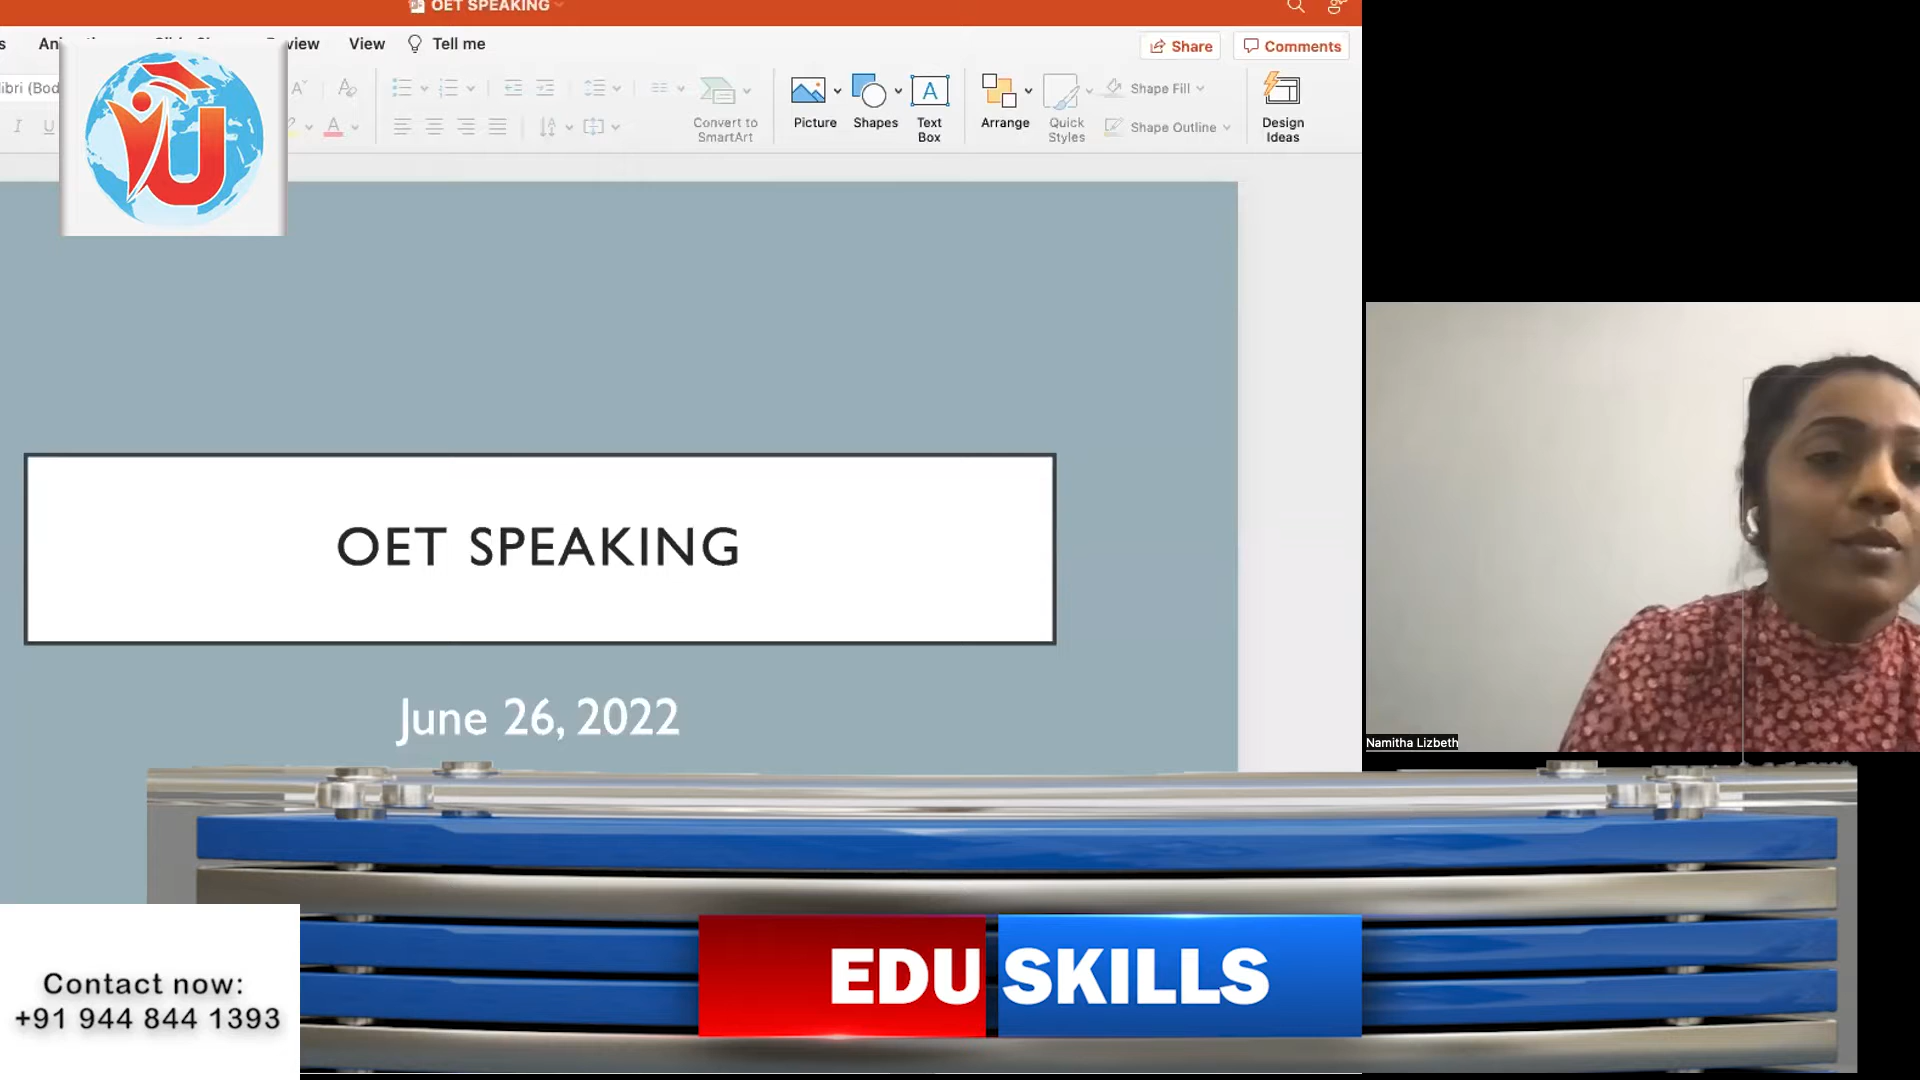 OET SPEAKING
View
Tell me
Share
Comments
Convert to
SmartArt
Picture
Shapes
Text
Box
Arrange
Quick
Styles
Shape Fill
Shape Outline
Design
Ideas
OET SPEAKING
June 26, 2022
Namitha Lizbeth
EDU SKILLS
Contact now:
+91 944 844 1393